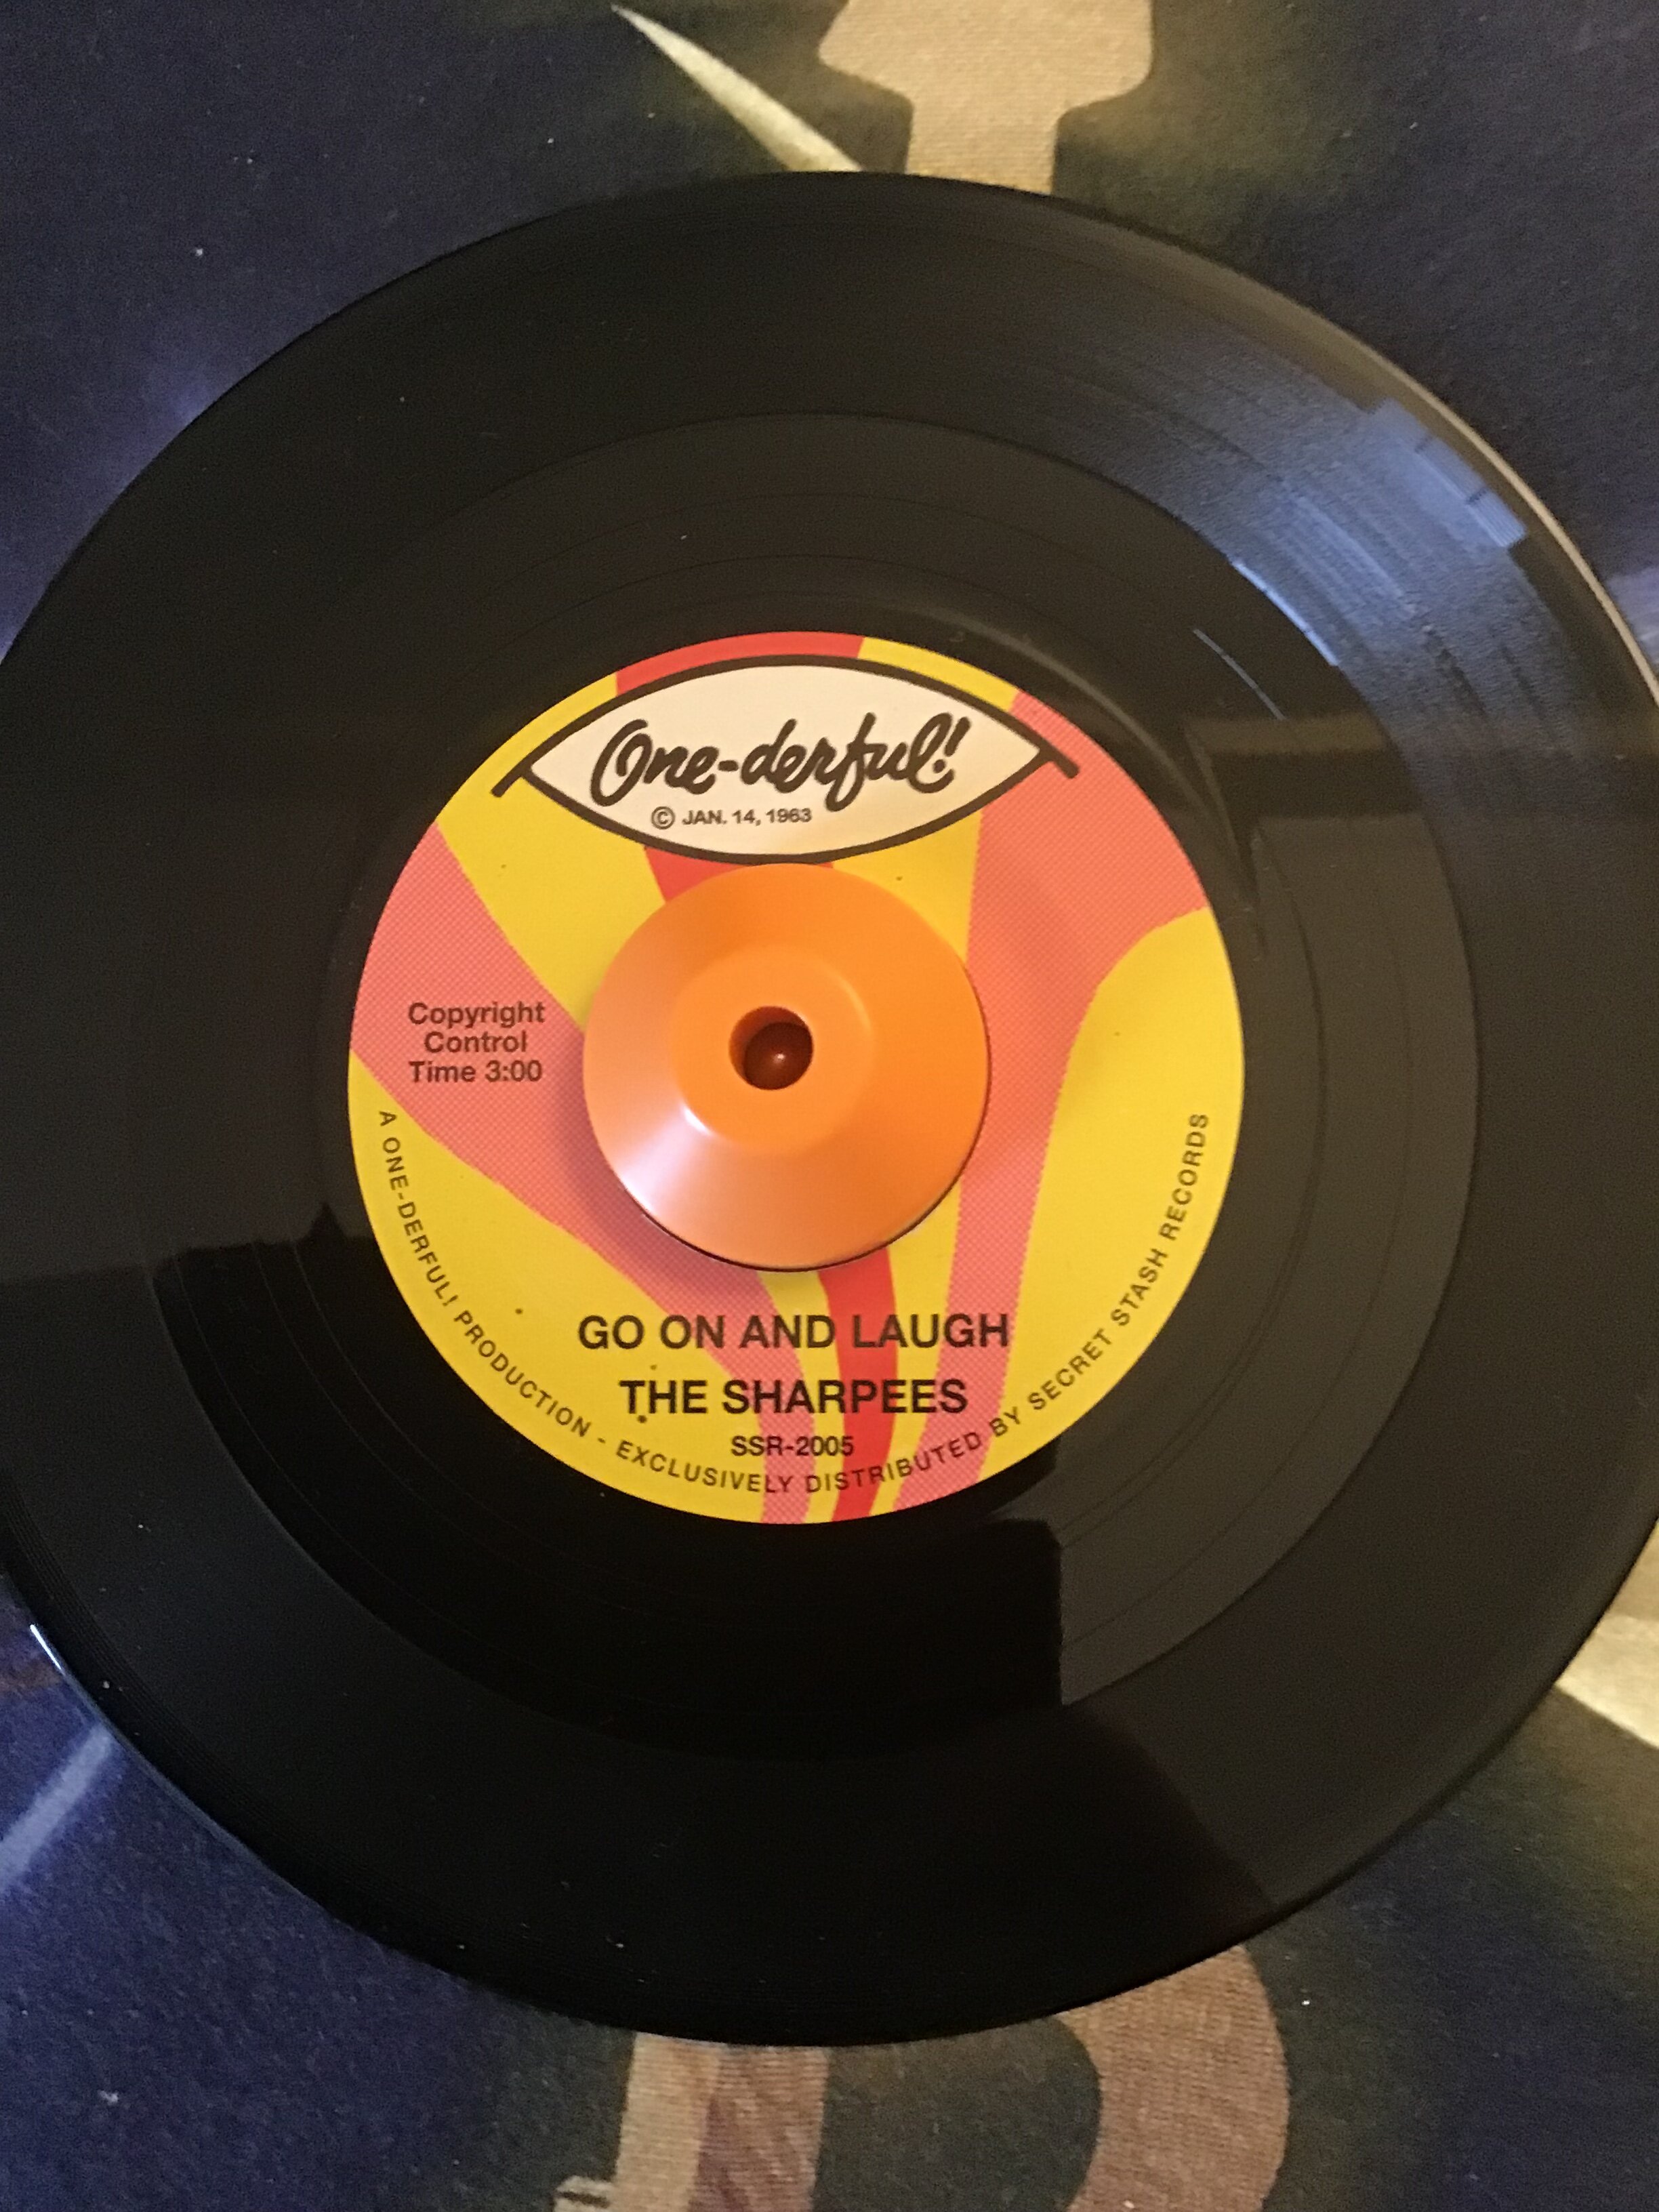 One-derful!
© JAN. 14, 1963
Copyright
Control
Time 3:00
GO ON AND LAUGH
THE SHARPEES
SSR-2005
A ONE-DERFUL! PRODUCTION - EXCLUSIVELY DISTRIBUTED BY SECRET STASH RECORDS